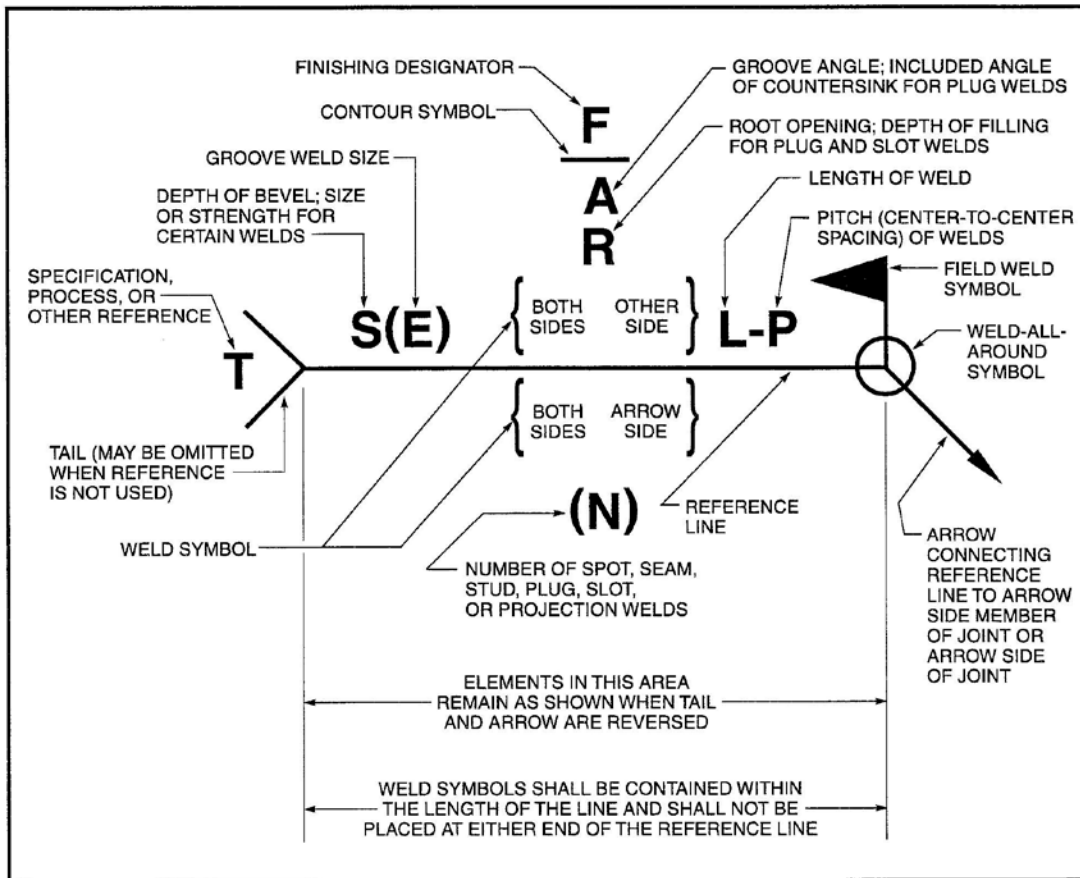 FINISHING DESIGNATOR
CONTOUR SYMBOL
GROOVE WELD SIZE
DEPTH OF BEVEL; SIZE
OR STRENGTH FOR
CERTAIN WELDS
SPECIFICATION,
PROCESS, OR
OTHER REFERENCE
F
A
R
GROOVE ANGLE; INCLUDED ANGLE
OF COUNTERSINK FOR PLUG WELDS
ROOT OPENING; DEPTH OF FILLING
FOR PLUG AND SLOT WELDS
LENGTH OF WELD
PITCH (CENTER-TO-CENTER
SPACING) OF WELDS
FIELD WELD
SYMBOL
WELD-ALL-
AROUND
SYMBOL
T
S(E)
BOTH
SIDES
OTHER
SIDE
L-P
BOTH
SIDES
ARROW
SIDE
TAIL (MAY BE OMITTED
WHEN REFERENCE
IS NOT USED)
WELD SYMBOL
(N)
REFERENCE
LINE
NUMBER OF SPOT, SEAM,
STUD, PLUG, SLOT,
OR PROJECTION WELDS
ARROW
CONNECTING
REFERENCE
LINE TO ARROW
SIDE MEMBER
OF JOINT OR
ARROW SIDE
OF JOINT
ELEMENTS IN THIS AREA
REMAIN AS SHOWN WHEN TAIL
AND ARROW ARE REVERSED
WELD SYMBOLS SHALL BE CONTAINED WITHIN
THE LENGTH OF THE LINE AND SHALL NOT BE
PLACED AT EITHER END OF THE REFERENCE LINE